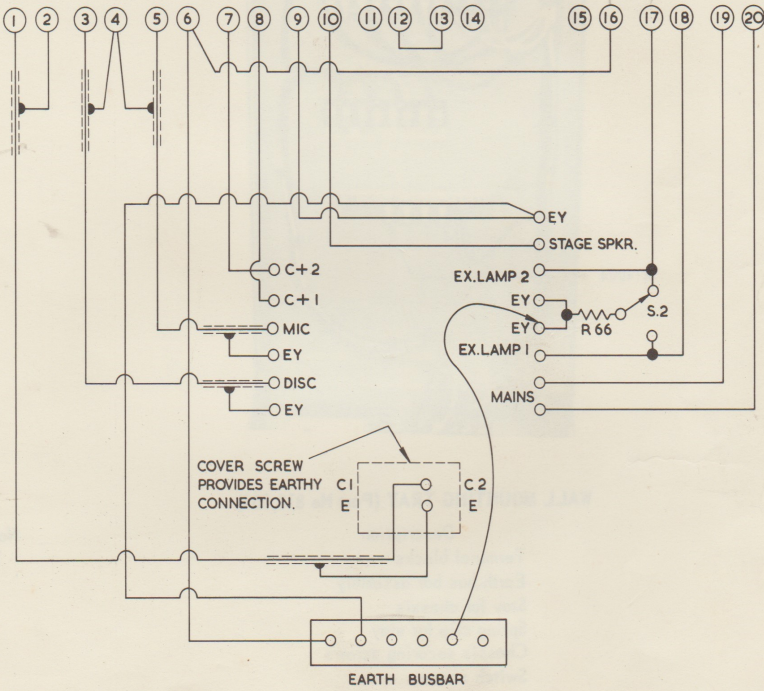 1 2 3 4 5 6 7 8 9 10 11 12 13 14 15 16 17 18 19 20
EY
STAGE SPKR.
C+2
EX.LAMP 2
C+1
EY
S.2
MIC
EY
R 66
EY
EX.LAMP 1
DISC
MAINS
EY
COVER SCREW
PROVIDES EARTHY
CONNECTION.
C1
C2
E
E
EARTH BUSBAR